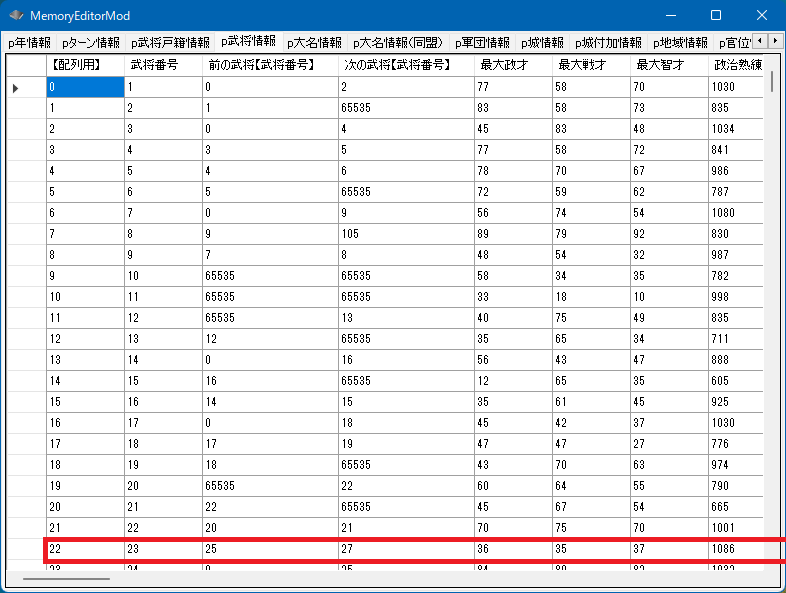 MemoryEditorMod
p年情報 pターン情報 p武将戸籍情報 p武将情報 p大名情報 p大名情報(同盟) p軍団情報 p城情報 p城付加情報 p地域情報 p官位
【配列用】 武将番号 前の武将【武将番号】 次の武将【武将番号】 最大政才 最大戦才 最大智才 政治熟練
0 1 0 2 77 58 70 1030
1 2 1 65535 83 58 73 835
2 3 0 4 45 83 48 1034
3 4 3 5 77 58 72 841
4 5 4 6 78 70 67 986
5 6 5 65535 72 59 62 787
6 7 0 9 56 74 54 1080
7 8 9 105 89 79 92 830
8 9 7 8 48 54 32 987
9 10 65535 65535 58 34 35 782
10 11 65535 65535 33 18 10 998
11 12 65535 13 40 75 49 835
12 13 12 65535 35 65 34 711
13 14 0 16 56 43 47 888
14 15 16 65535 12 65 35 605
15 16 14 15 35 61 45 925
16 17 0 18 45 42 37 1030
17 18 17 19 47 47 27 776
18 19 18 65535 43 70 63 974
19 20 65535 22 60 64 55 790
20 21 22 65535 45 67 54 665
21 22 20 21 70 75 70 1001
22 23 25 27 36 35 37 1086